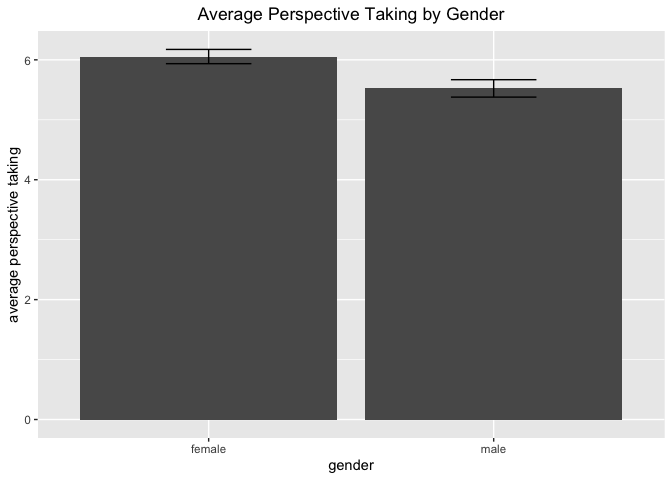 Average Perspective Taking by Gender
average perspective taking
6
4
2
0
female
male
gender